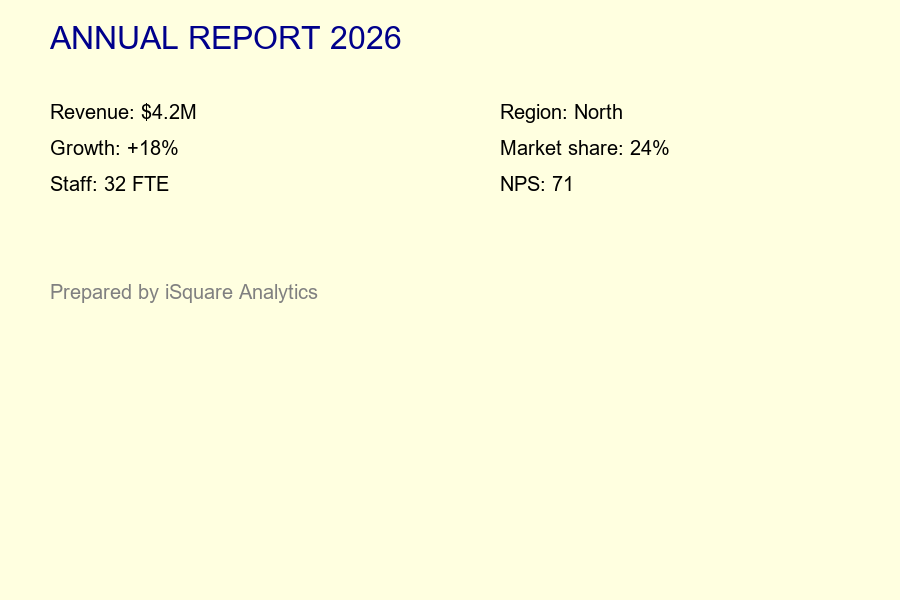 ANNUAL REPORT 2026
Revenue: $4.2M
Growth: +18%
Staff: 32 FTE
Region: North
Market share: 24%
NPS: 71
Prepared by iSquare Analytics